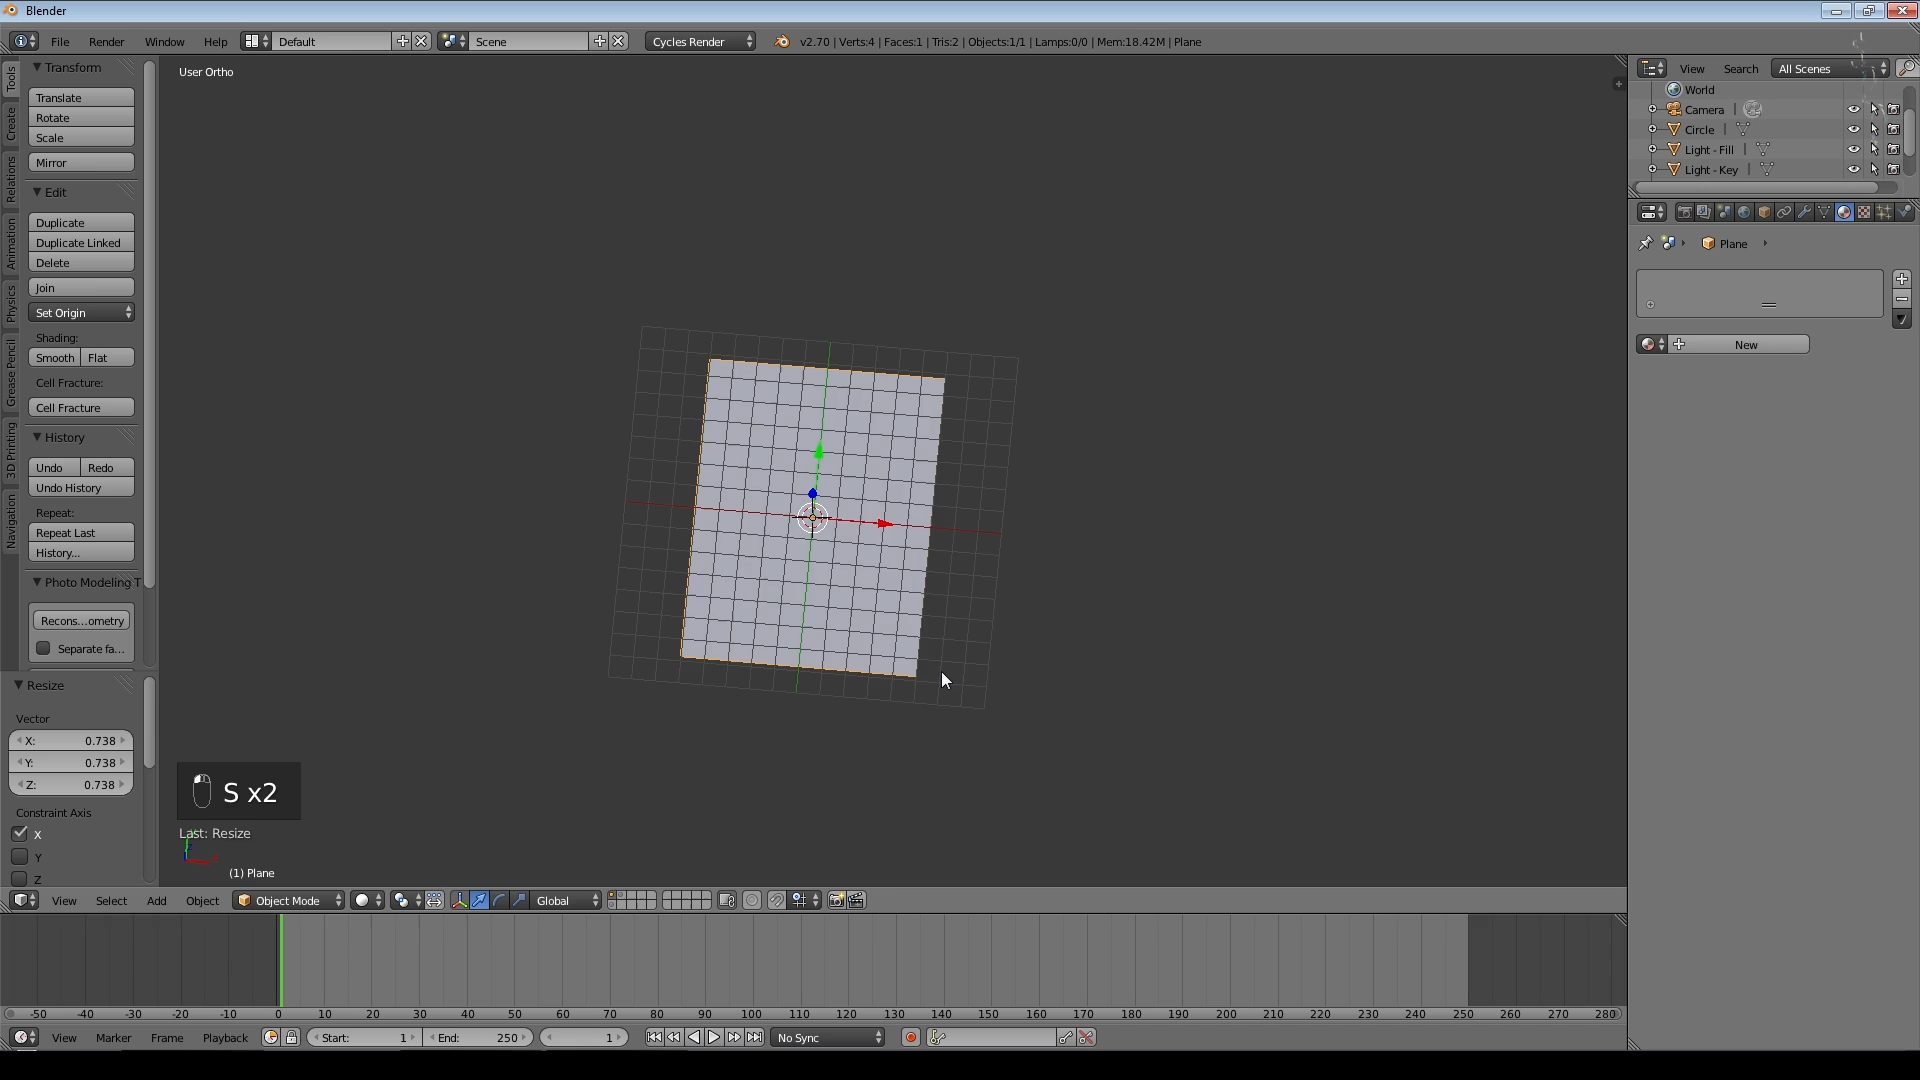 Blender
File Render Window Help Default Scene Cycles Render v2.70 | Verts:4 | Faces:1 | Tris:2 | Objects:1/1 | Lamps:0/0 | Mem:18.42M | Plane
Tools
Create
Relations
Animation
Physics
Grease Pencil
3D Printing
Navigation
Transform
Translate
Rotate
Scale
Mirror
Edit
Duplicate
Duplicate Linked
Delete
Join
Set Origin
Shading:
Smooth Flat
Cell Fracture:
Cell Fracture
History
Undo Redo
Undo History
Repeat:
Repeat Last
History...
Photo Modeling T
Recons...ometry
Separate fa...
Resize
Vector
X: 0.738
Y: 0.738
Z: 0.738
Constraint Axis
X
Y
Z
User Ortho
S x2
Last: Resize
(1) Plane
View Search All Scenes
World
Camera
Circle
Light - Fill
Light - Key
Plane
New
View Select Add Object Object Mode Global
-50 -40 -30 -20 -10 0 10 20 30 40 50 60 70 80 90 100 110 120 130 140 150 160 170 180 190 200 210 220 230 240 250 260 270 280
View Marker Frame Playback Start: 1 End: 250 1 No Sync